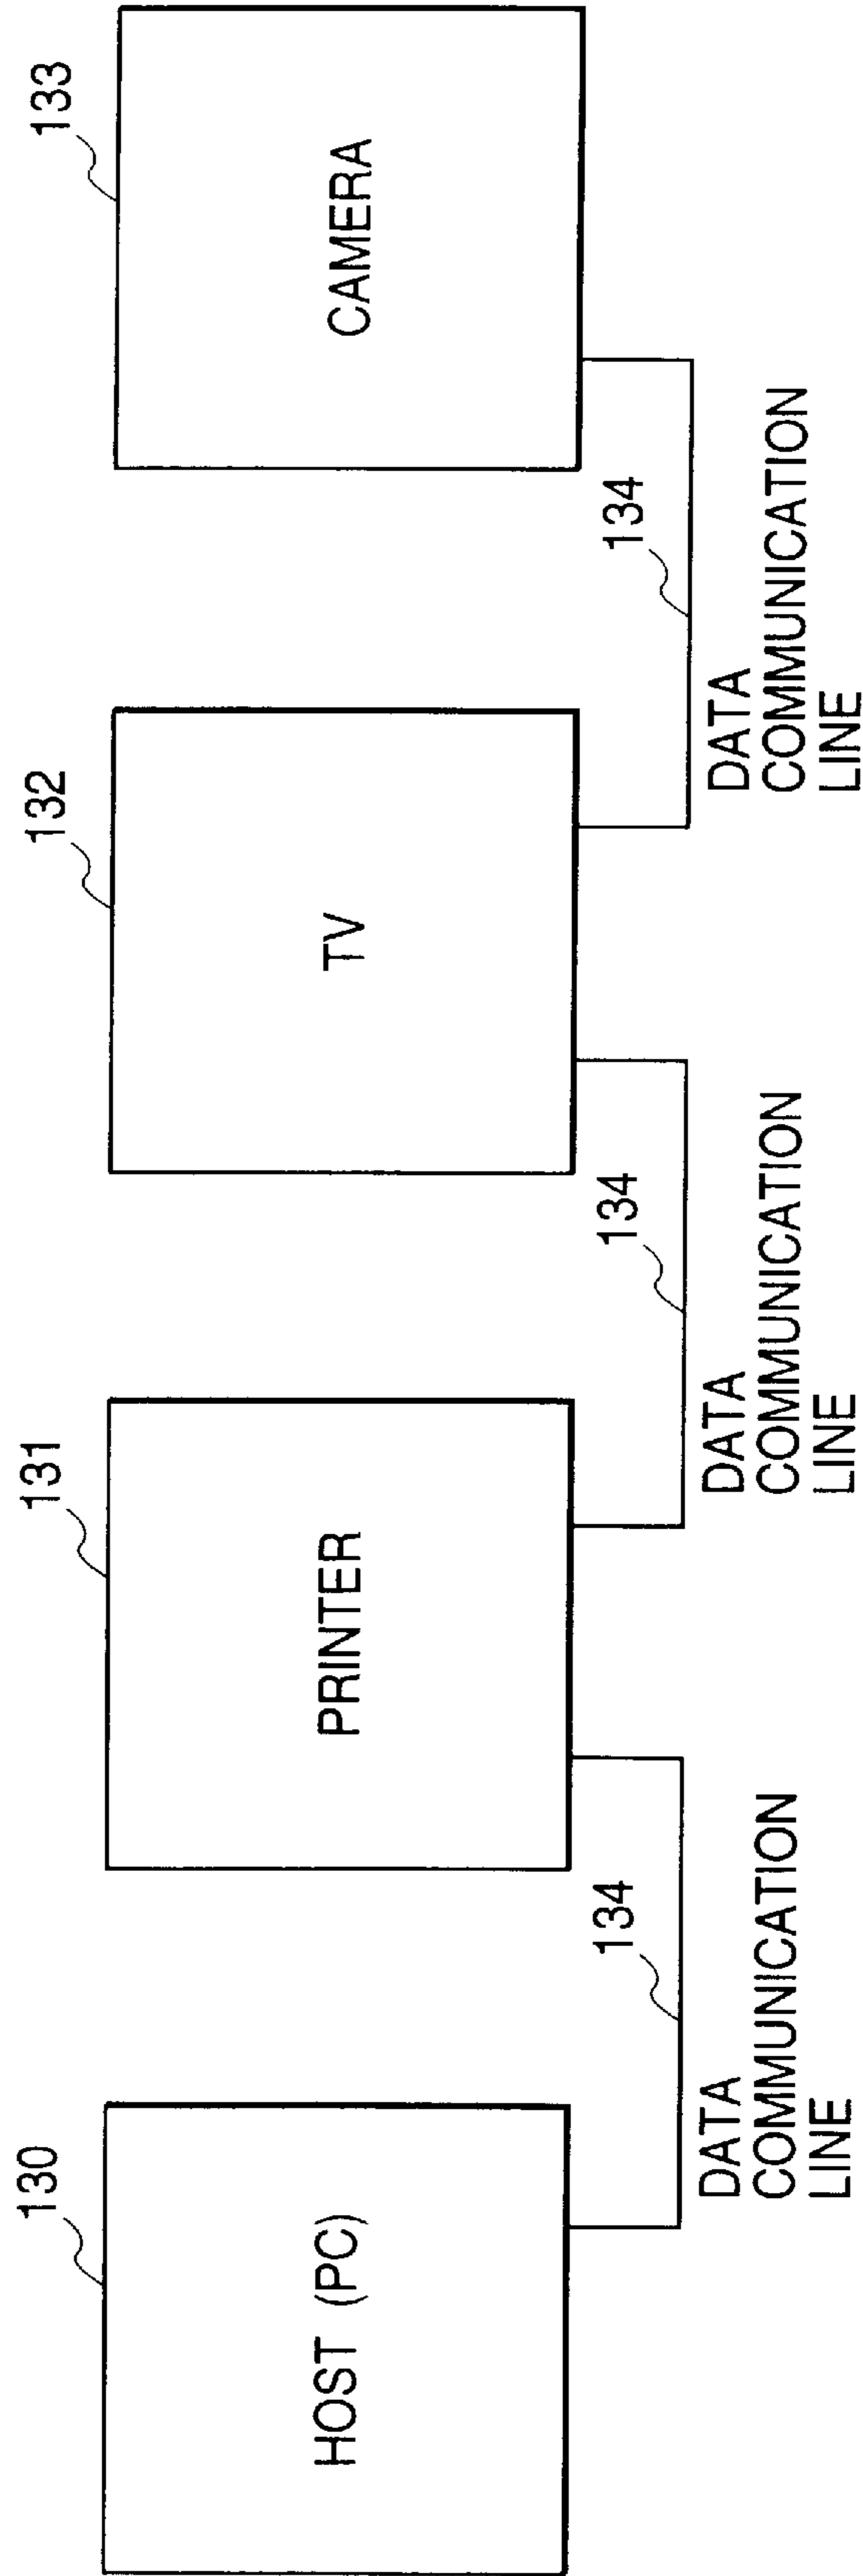 130
HOST (PC)
134
DATA
COMMUNICATION
LINE
131
PRINTER
134
DATA
COMMUNICATION
LINE
132
TV
134
DATA
COMMUNICATION
LINE
133
CAMERA